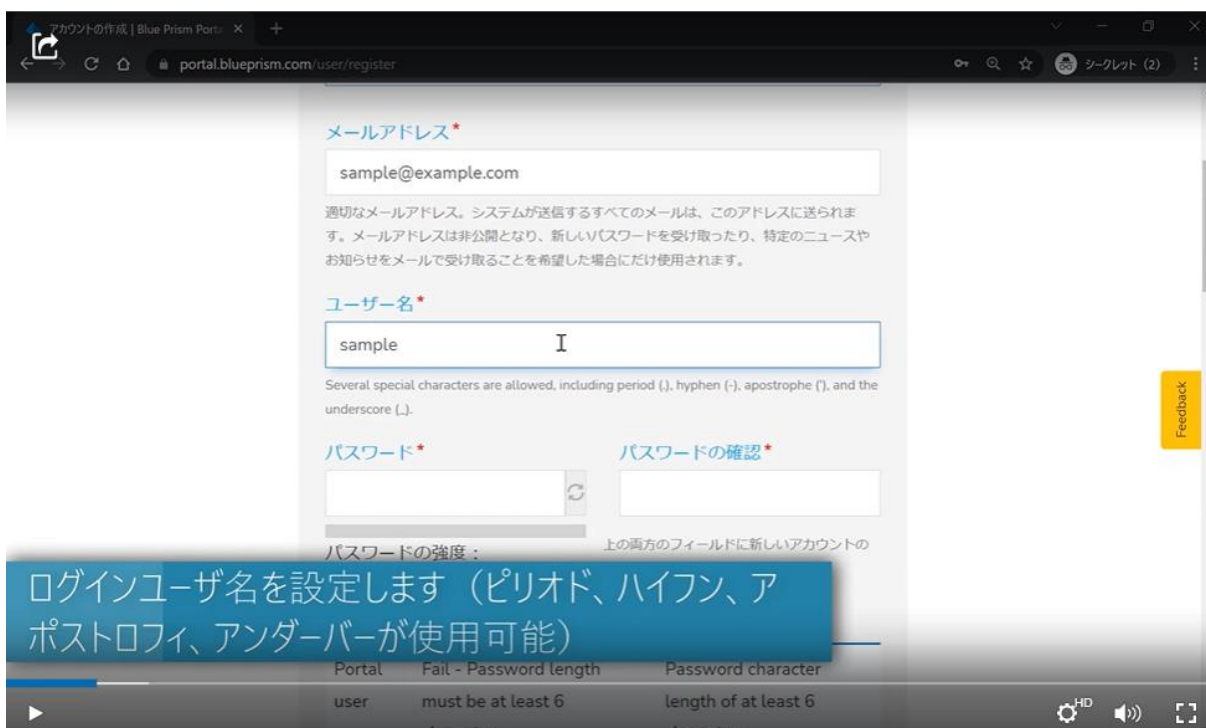 アカウントの作成 | Blue Prism Porta
portal.blueprism.com/user/register
シークレット (2)
メールアドレス*
sample@example.com
適切なメールアドレス。システムが送信するすべてのメールは、このアドレスに送られま
す。メールアドレスは非公開となり、新しいパスワードを受け取ったり、特定のニュースや
お知らせをメールで受け取ることを希望した場合にだけ使用されます。
ユーザー名*
sample
Several special characters are allowed, including period (.), hyphen (-), apostrophe ('), and the
underscore (_).
Feedback
パスワード* パスワードの確認*
上の両方のフィールドに新しいアカウントの
パスワードの強度：
ログインユーザ名を設定します（ピリオド、ハイフン、ア
ポストロフィ、アンダーバーが使用可能）
Portal Fail - Password length Password character
user must be at least 6 length of at least 6
HD